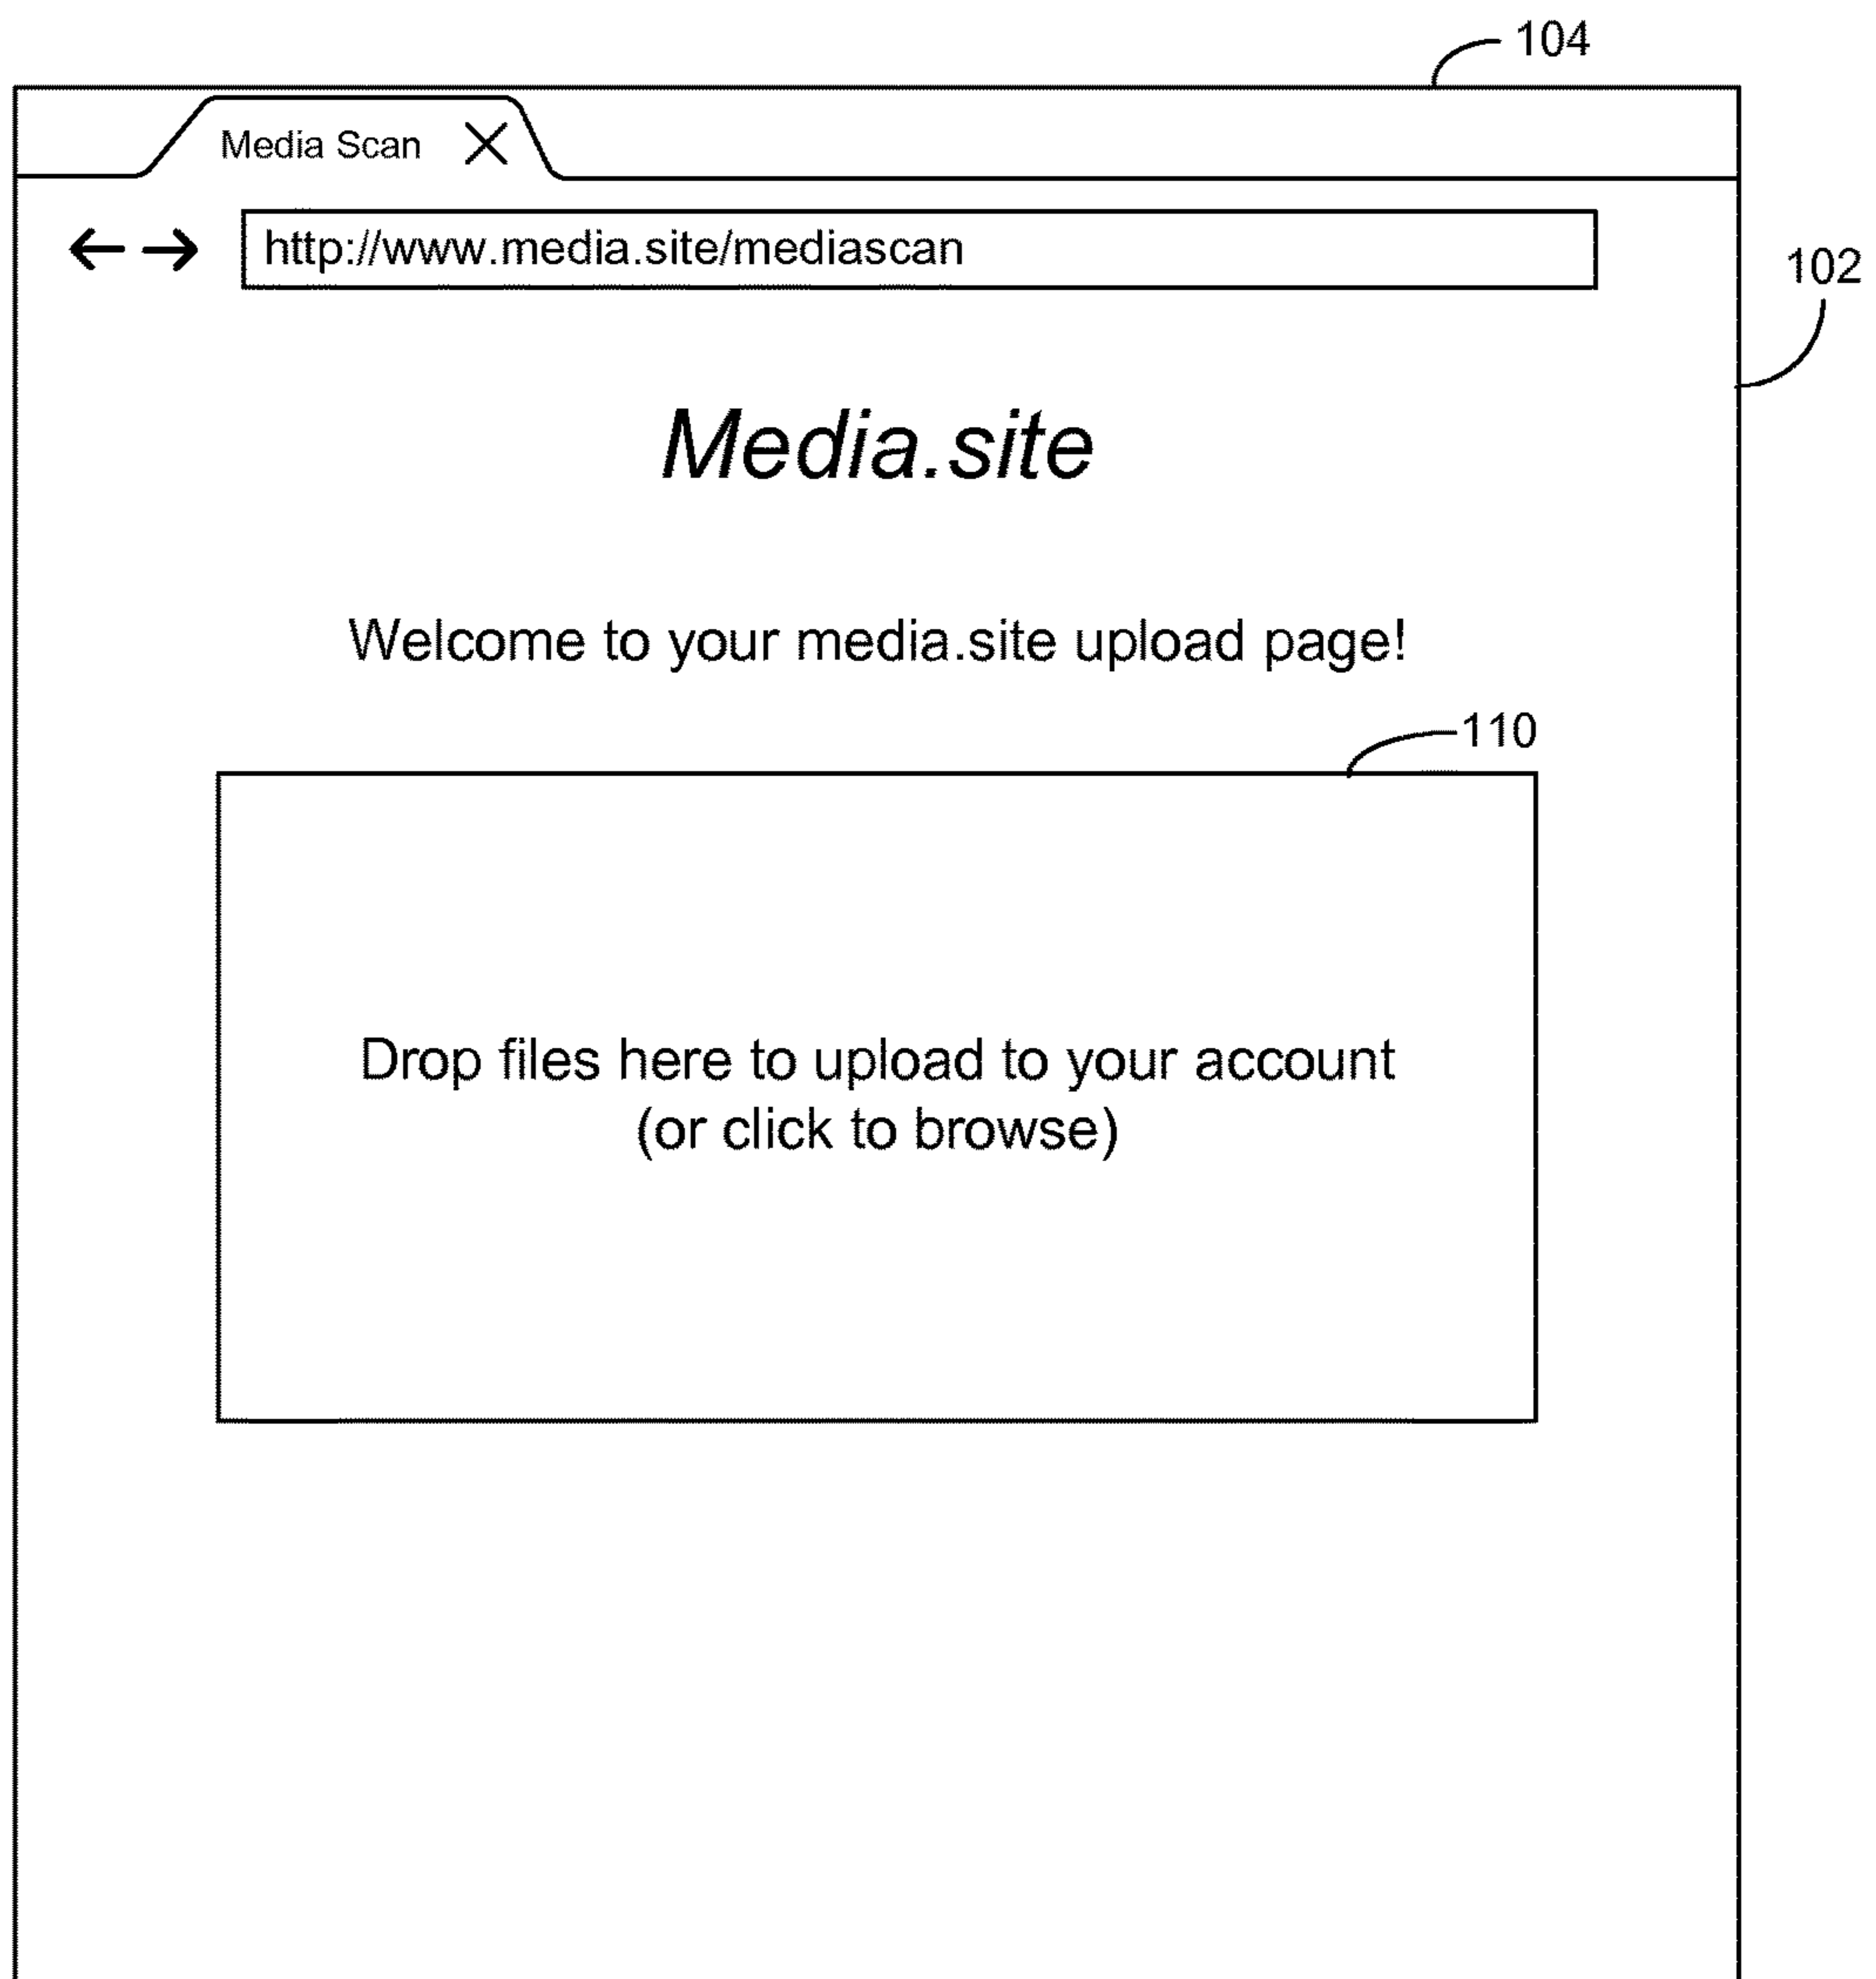 104
Media Scan
http://www.media.site/mediascan
102
Media.site
Welcome to your media.site upload page!
110
Drop files here to upload to your account
(or click to browse)